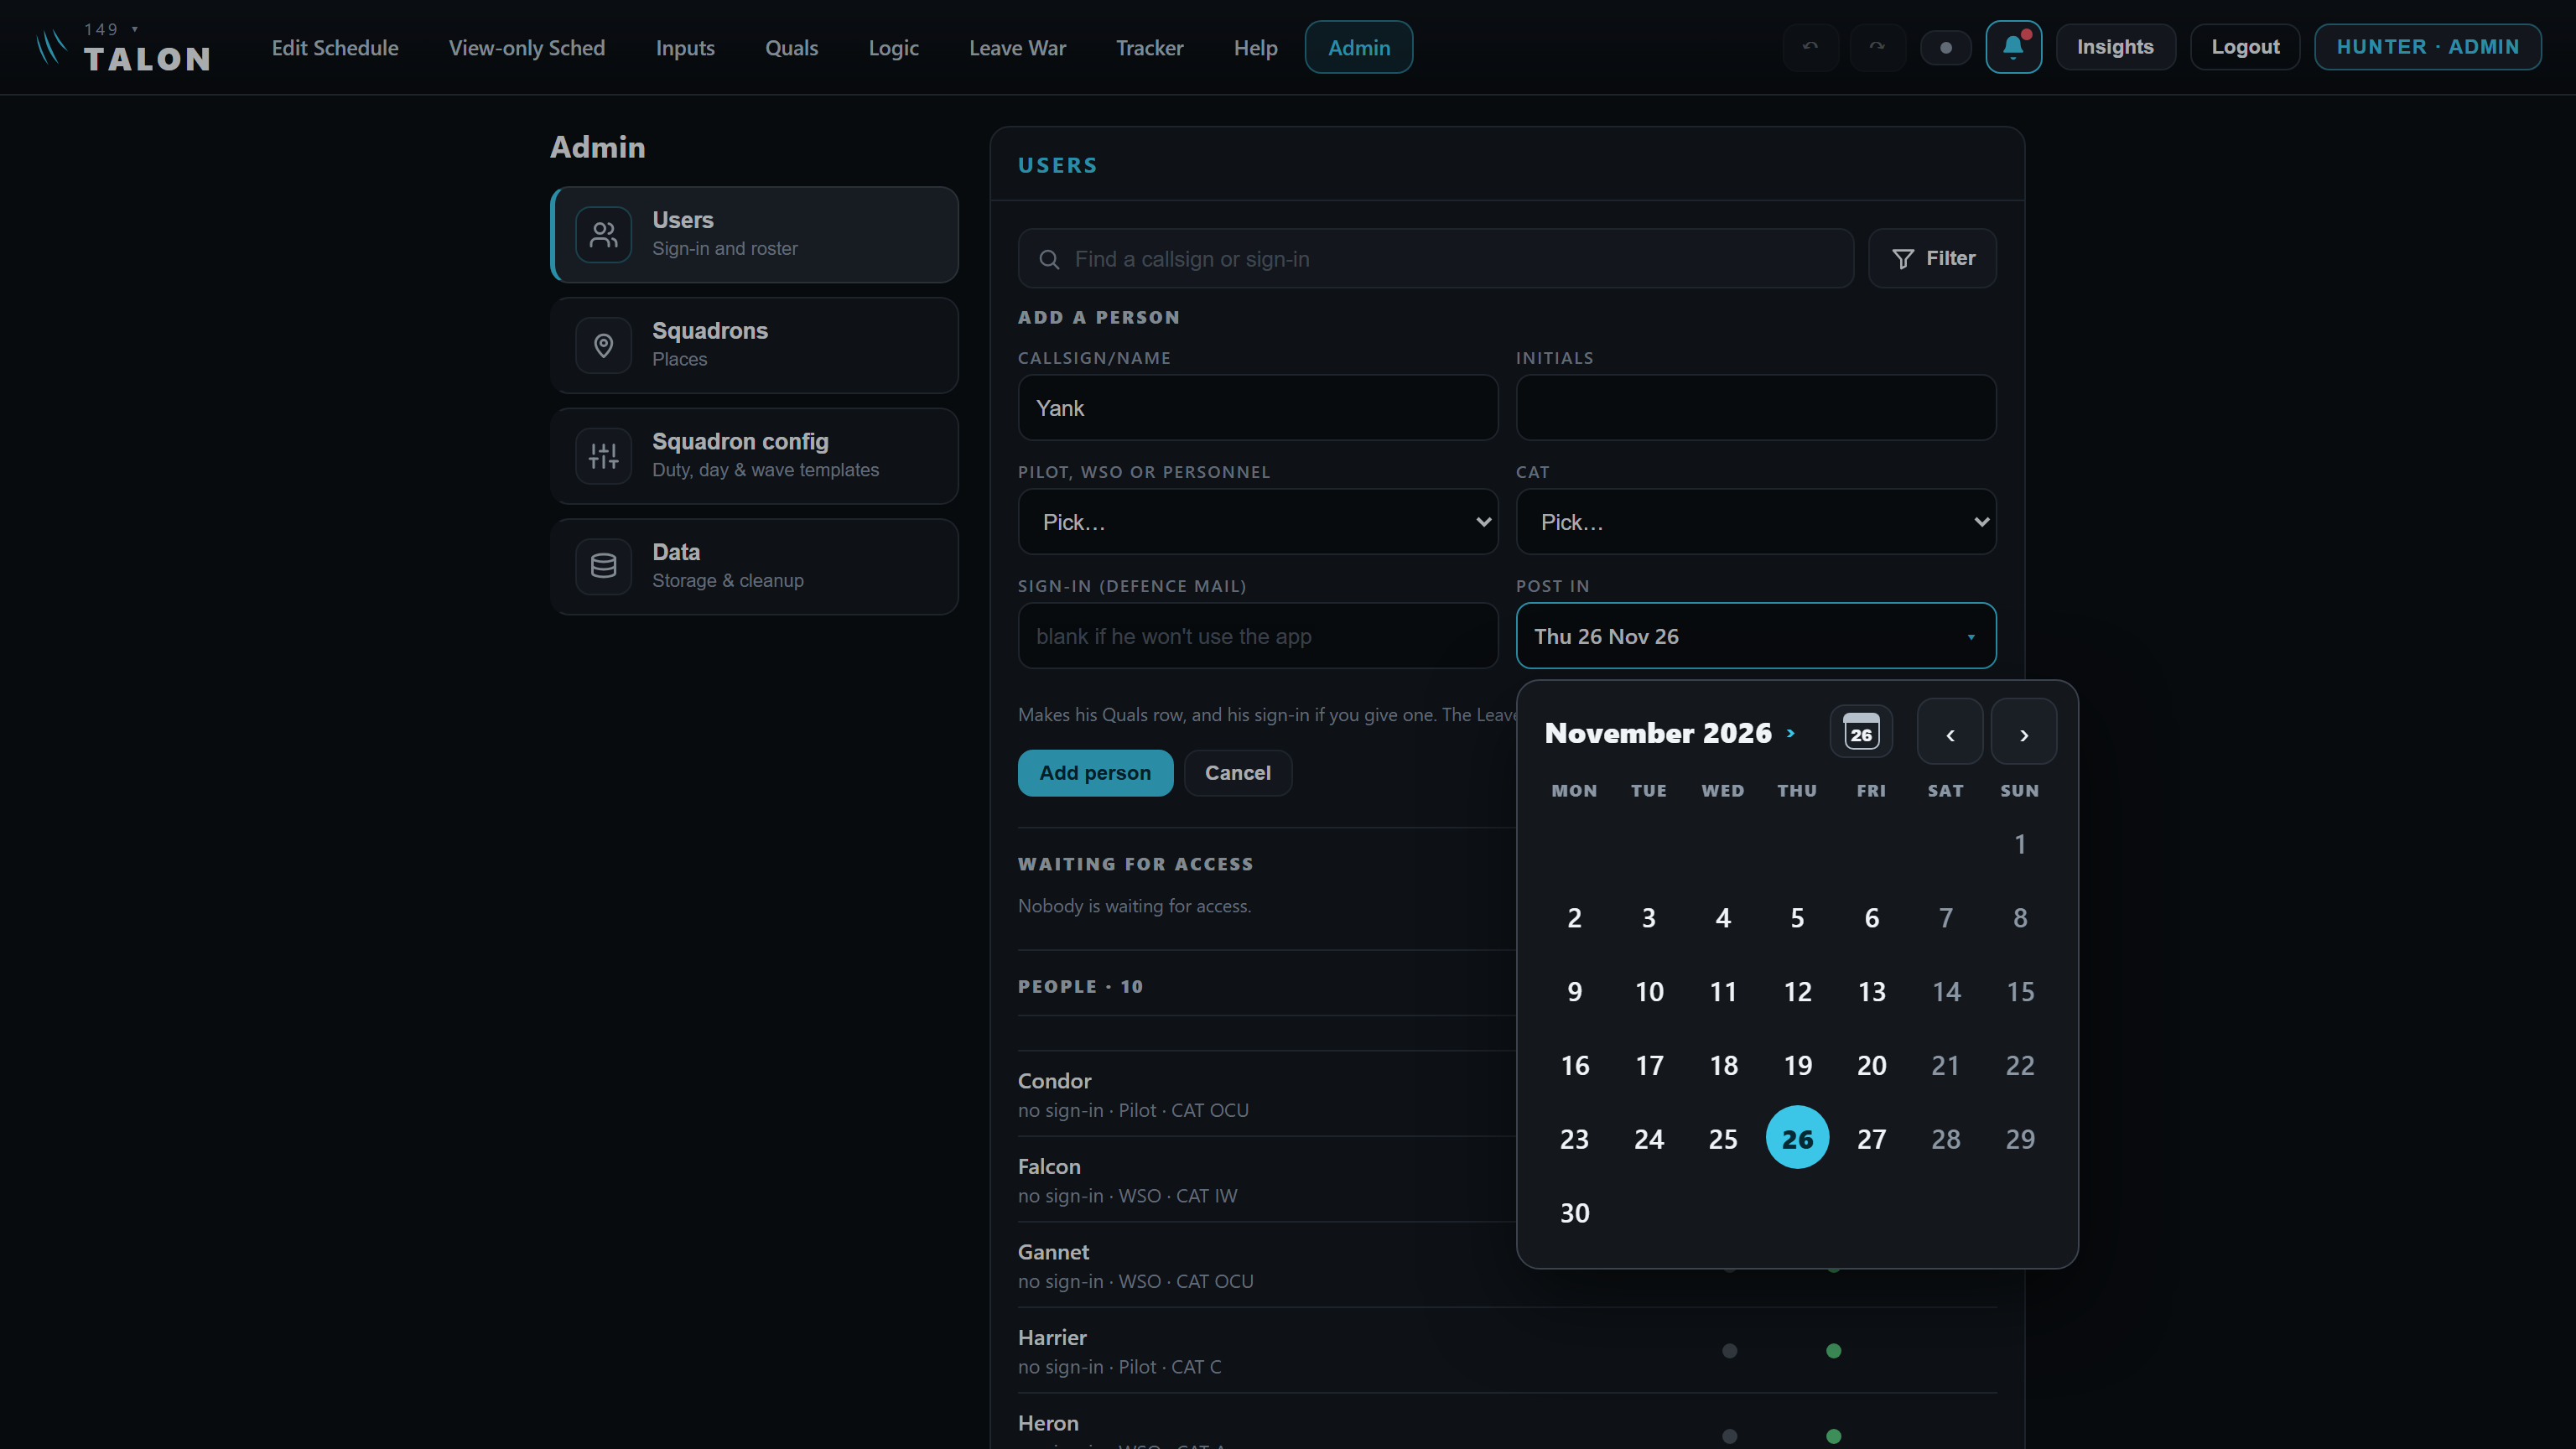 149 ▾
TALON
Edit Schedule
View-only Sched
Inputs
Quals
Logic
Leave War
Tracker
Help
Admin
Insights
Logout
HUNTER · ADMIN
Admin
Users
Sign-in and roster
Squadrons
Places
Squadron config
Duty, day & wave templates
Data
Storage & cleanup
USERS
Find a callsign or sign-in
Filter
ADD A PERSON
CALLSIGN/NAME
INITIALS
Yank
PILOT, WSO OR PERSONNEL
CAT
Pick…
Pick…
SIGN-IN (DEFENCE MAIL)
POST IN
blank if he won't use the app
Thu 26 Nov 26
Makes his Quals row, and his sign-in if you give one. The Leave
Add person
Cancel
November 2026 ›
26
‹ ›
MON TUE WED THU FRI SAT SUN
1
2 3 4 5 6 7 8
9 10 11 12 13 14 15
16 17 18 19 20 21 22
23 24 25 26 27 28 29
30
WAITING FOR ACCESS
Nobody is waiting for access.
PEOPLE · 10
Condor
no sign-in · Pilot · CAT OCU
Falcon
no sign-in · WSO · CAT IW
Gannet
no sign-in · WSO · CAT OCU
Harrier
no sign-in · Pilot · CAT C
Heron